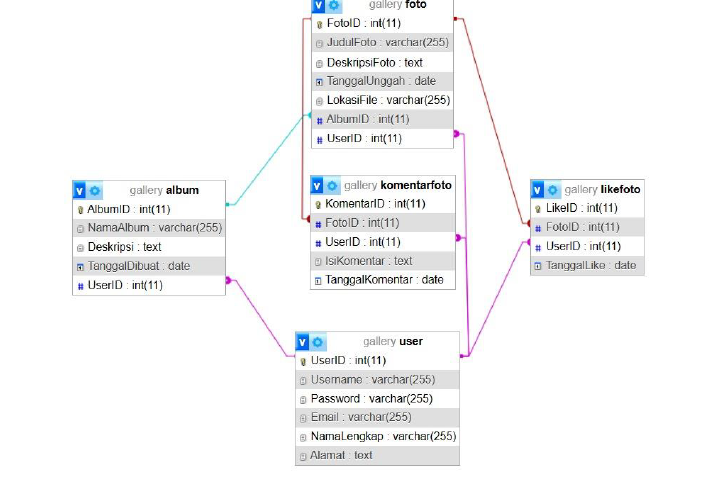 v gallery foto
FotoID : int(11)
JudulFoto : varchar(255)
DeskripsiFoto : text
TanggalUnggah : date
LokasiFile : varchar(255)
# AlbumID : int(11)
# UserID : int(11)
v gallery album
AlbumID : int(11)
NamaAlbum : varchar(255)
Deskripsi : text
TanggalDibuat : date
# UserID : int(11)
v gallery komentarfoto
KomentarID : int(11)
# FotoID : int(11)
# UserID : int(11)
IsiKomentar : text
TanggalKomentar : date
v gallery likefoto
LikeID : int(11)
# FotoID : int(11)
# UserID : int(11)
TanggalLike : date
v gallery user
UserID : int(11)
Username : varchar(255)
Password : varchar(255)
Email : varchar(255)
NamaLengkap : varchar(255)
Alamat : text